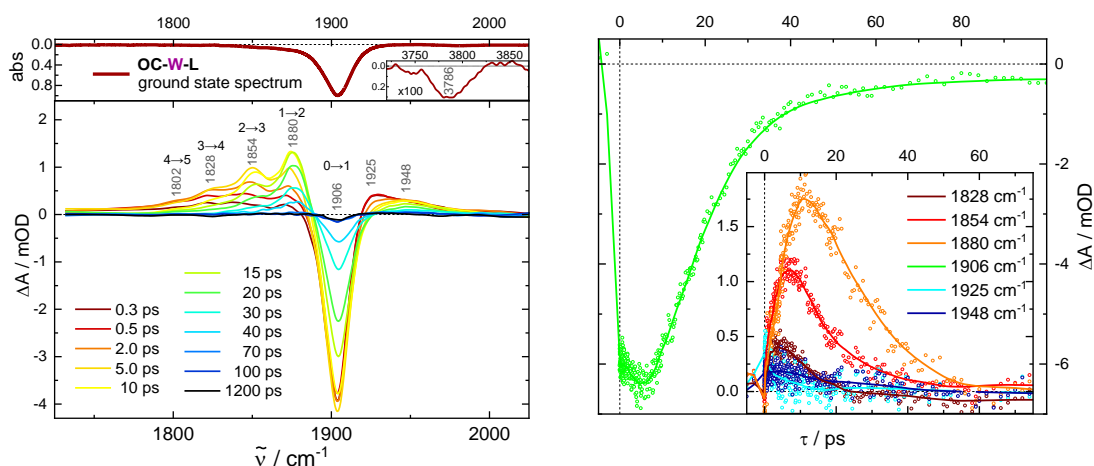 1800 1900 2000
0.0
0.4
0.8
abs
OC-W-L
ground state spectrum
3750 3800 3850
0.0
0.2
x100
3786
2
1
0
-1
-2
-3
-4
ΔA / mOD
4→5
1802
3→4
1828
2→3
1854
1→2
1880
0→1
1906
1925
1948
0.3 ps
0.5 ps
2.0 ps
5.0 ps
10 ps
15 ps
20 ps
30 ps
40 ps
70 ps
100 ps
1200 ps
1800 1900 2000
ν̃ / cm⁻¹
0 20 40 60 80
0
-2
-4
-6
ΔA / mOD
0 20 40 60
1.5
1.0
0.5
0.0
1828 cm⁻¹
1854 cm⁻¹
1880 cm⁻¹
1906 cm⁻¹
1925 cm⁻¹
1948 cm⁻¹
0 20 40 60 80
τ / ps